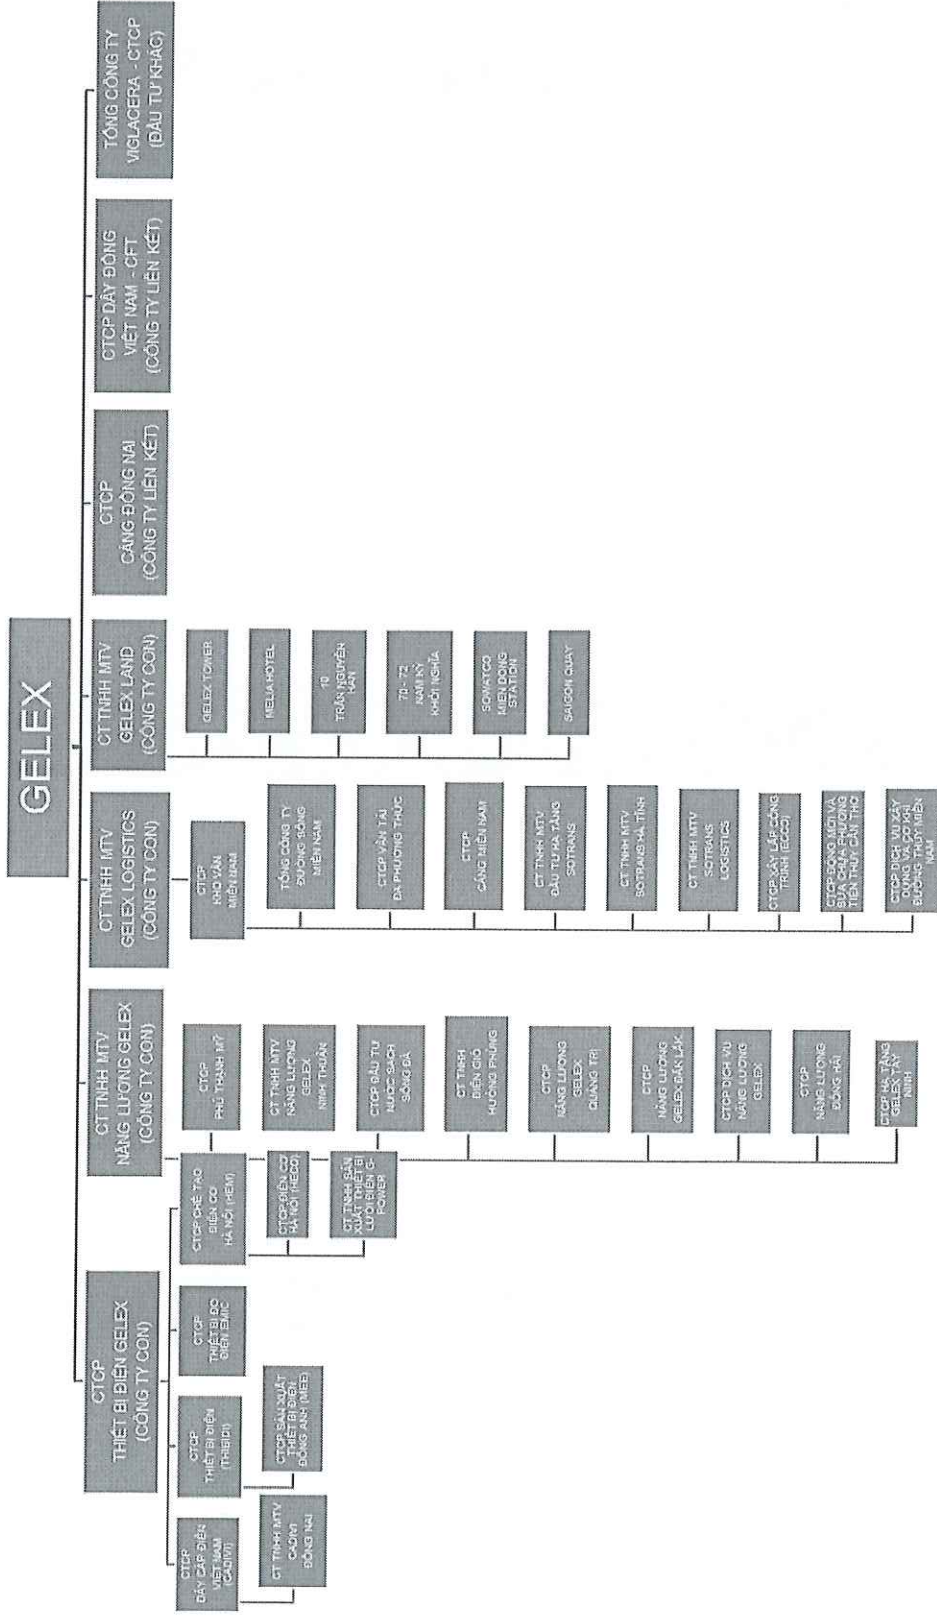 GELEX
CTCP
THIẾT BỊ ĐIỆN GELEX
(CÔNG TY CON)
CT TNHH MTV
NĂNG LƯỢNG GELEX
(CÔNG TY CON)
CT TNHH MTV
GELEX LOGISTICS
(CÔNG TY CON)
CT TNHH MTV
GELEX LAND
(CÔNG TY CON)
CTCP
CẢNG ĐỒNG NAI
(CÔNG TY LIÊN KẾT)
CTCP DÂY ĐỒNG
VIỆT NAM - CFT
(CÔNG TY LIÊN KẾT)
TỔNG CÔNG TY
VIGLACERA - CTCP
(ĐẦU TƯ KHÁC)
CTCP
DÂY CÁP ĐIỆN
VIỆT NAM
(CADIVI)
CT TNHH MTV
CADIVI
ĐỒNG NAI
CTCP
THIẾT BỊ ĐIỆN
(THIBIDI)
CTCP SẢN XUẤT
THIẾT BỊ ĐIỆN
ĐÔNG ANH (MEE)
CTCP
THIẾT BỊ ĐO
ĐIỆN EMIC
CTCP CHẾ TẠO
ĐIỆN CƠ
HÀ NỘI (HEM)
CTCP ĐIỆN CƠ
HÀ NỘI (HECO)
CT TNHH SẢN
XUẤT THIẾT BỊ
LƯỚI ĐIỆN G-
POWER
CTCP
PHÚ THẠNH MỸ
CT TNHH MTV
NĂNG LƯỢNG
GELEX
NINH THUẬN
CTCP ĐẦU TƯ
NƯỚC SẠCH
SÔNG ĐÀ
CT TNHH
ĐIỆN GIÓ
HƯỚNG PHÙNG
CTCP
NĂNG LƯỢNG
GELEX
QUẢNG TRỊ
CTCP
NĂNG LƯỢNG
GELEX ĐẮK LẮK
CTCP DỊCH VỤ
NĂNG LƯỢNG
GELEX
CTCP
NĂNG LƯỢNG
ĐÔNG HẢI
CTCP HẠ TẦNG
GELEX TÂY
NINH
CTCP
KHO VẬN
MIỀN NAM
TỔNG CÔNG TY
ĐƯỜNG SÔNG
MIỀN NAM
CTCP VẬN TẢI
ĐA PHƯƠNG THỨC
CTCP
CẢNG MIỀN NAM
CT TNHH MTV
ĐẦU TƯ HẠ TẦNG
SOTRANS
CT TNHH MTV
SOTRANS HÀ TĨNH
CT TNHH MTV
SOTRANS
LOGISTICS
CTCP XÂY LẮP CÔNG
TRÌNH (ECCO)
CTCP ĐÓNG MỚI VÀ
SỬA CHỮA PHƯƠNG
TIỆN THỦY CẦN THƠ
CTCP DỊCH VỤ XÂY
DỰNG VÀ CƠ KHÍ
ĐƯỜNG THỦY MIỀN
NAM
GELEX TOWER
MELIA HOTEL
10
TRẦN NGUYÊN
HÃN
70 - 72
NAM KỲ
KHỞI NGHĨA
SOWATCO
MIEN DONG
STATION
SAIGON QUAY